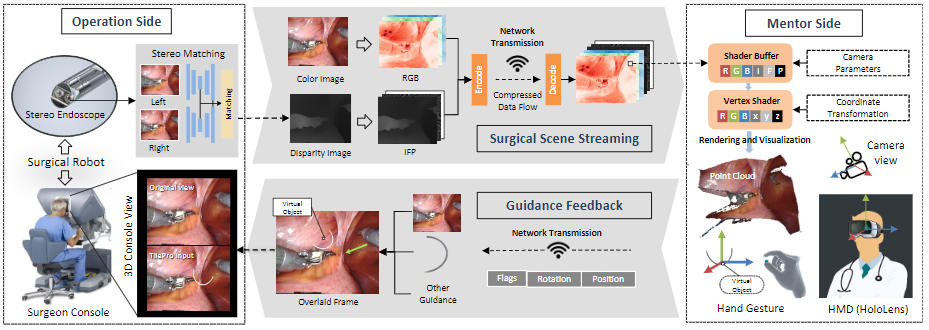 Operation Side
Stereo Matching
Left
Right
Matching
Stereo Endoscope
Surgical Robot
Surgeon Console
3D Console View
Original view
TilePro input
Color Image
RGB
Disparity Image
IFP
Encode
Network
Transmission
Compressed
Data Flow
Decode
Surgical Scene Streaming
Guidance Feedback
Virtual
Object
Overlaid Frame
Other
Guidance
Network Transmission
Flags
Rotation
Position
Mentor Side
Shader Buffer
R G B I F P
Camera
Parameters
Vertex Shader
R G B x y z
Coordinate
Transformation
Rendering and Visualization
Point Cloud
Camera
view
Virtual
Object
Hand Gesture
HMD (HoloLens)